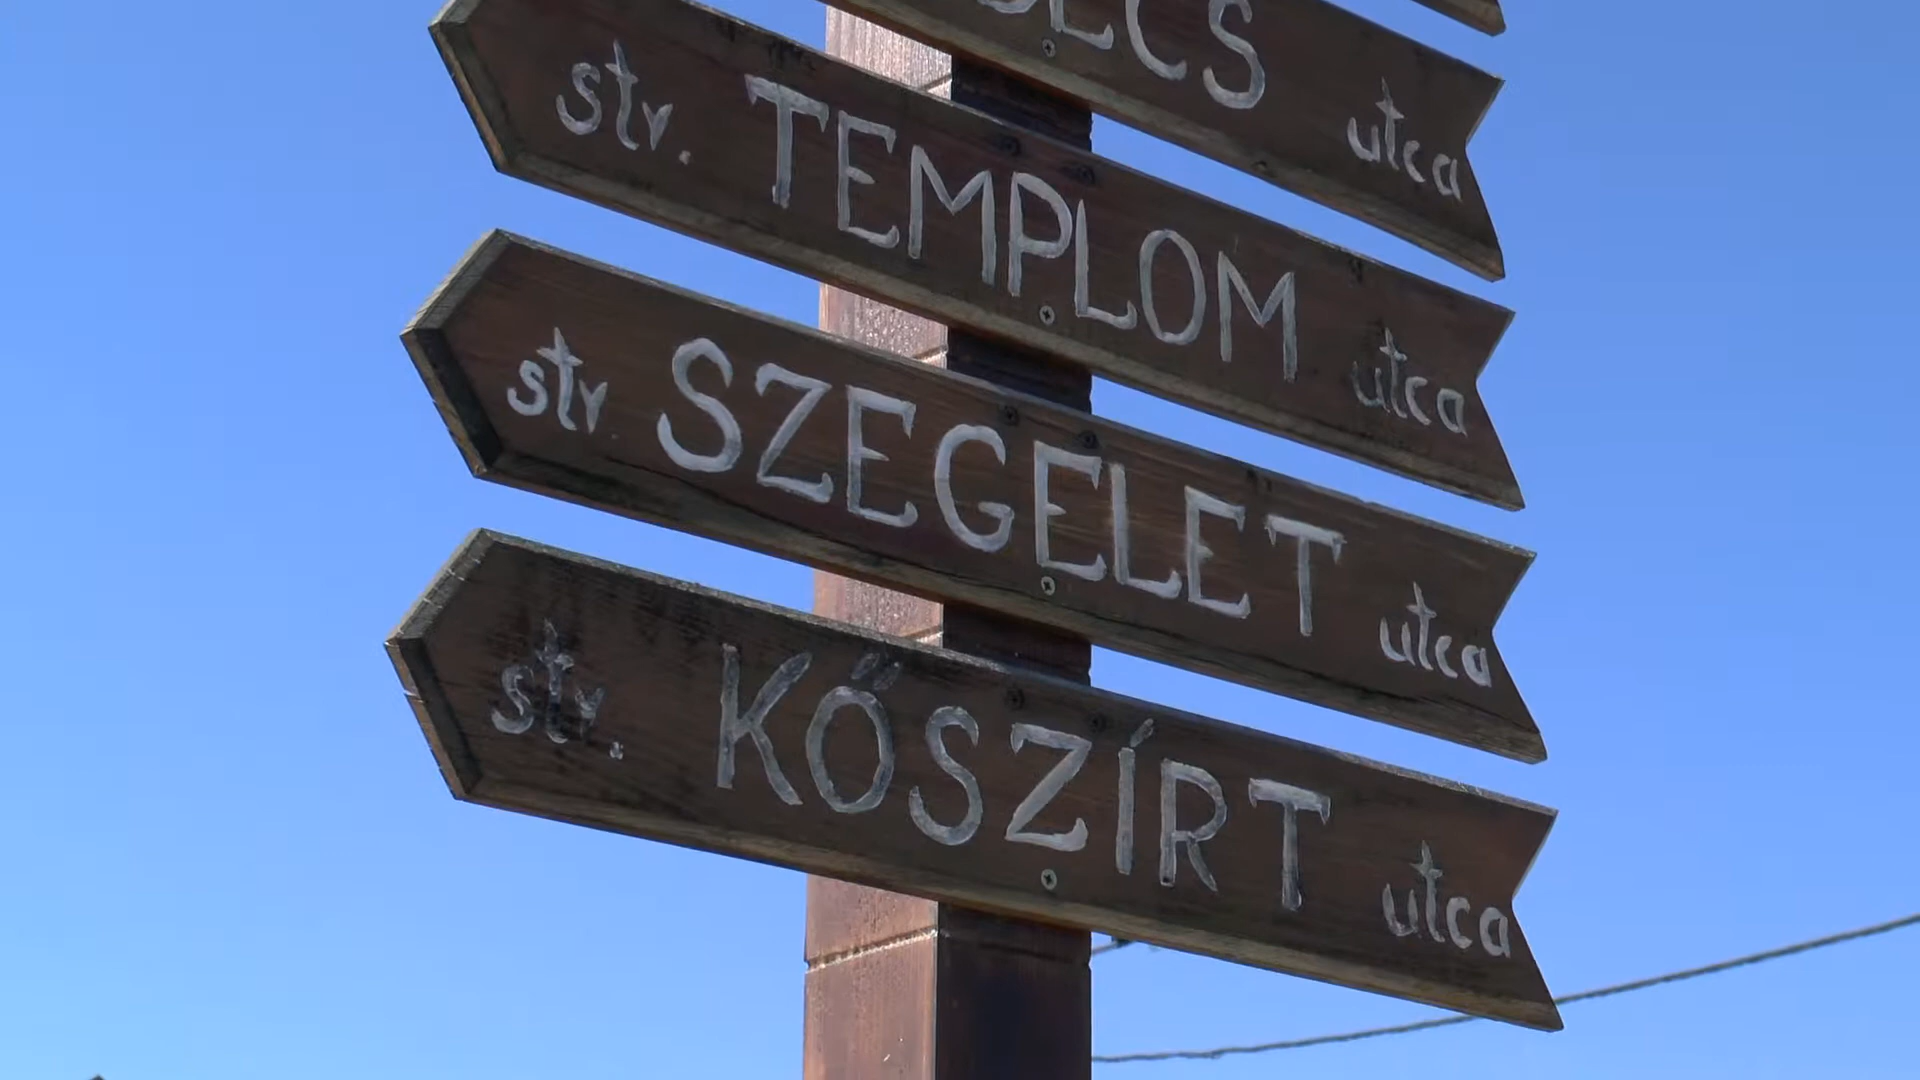 utca
str. TEMPLOM utca
str SZEGELET utca
str. KŐSZÍRT utca